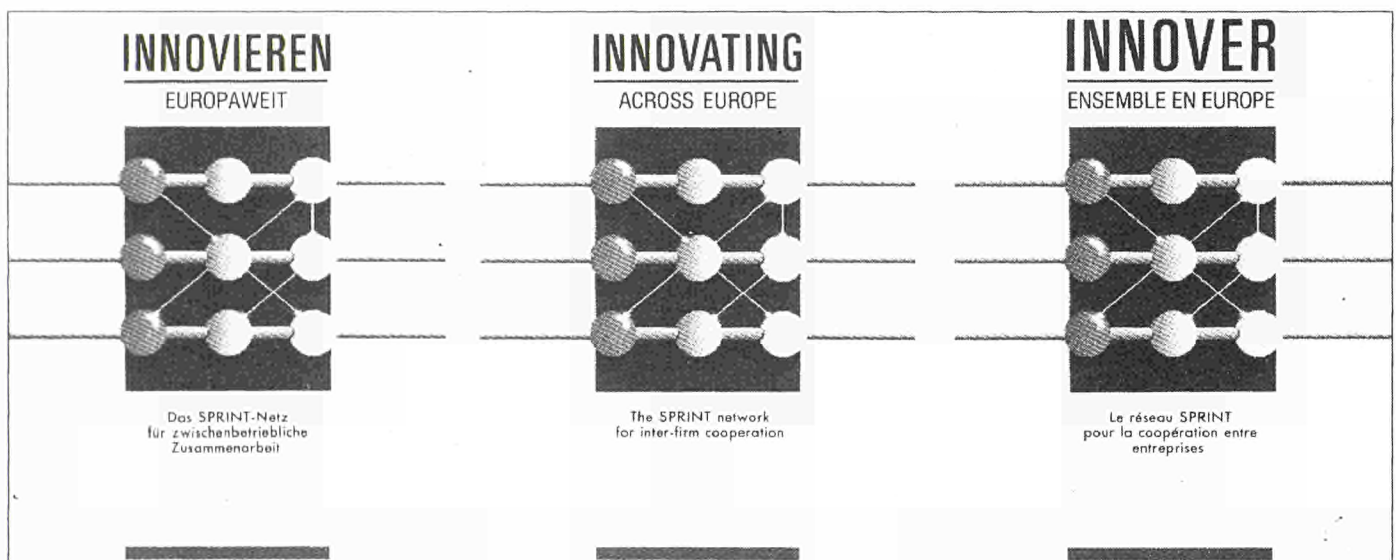 INNOVIEREN
EUROPAWEIT
Das SPRINT-Netz
für zwischenbetriebliche
Zusammenarbeit
INNOVATING
ACROSS EUROPE
The SPRINT network
for inter-firm cooperation
INNOVER
ENSEMBLE EN EUROPE
Le réseau SPRINT
pour la coopération entre
entreprises